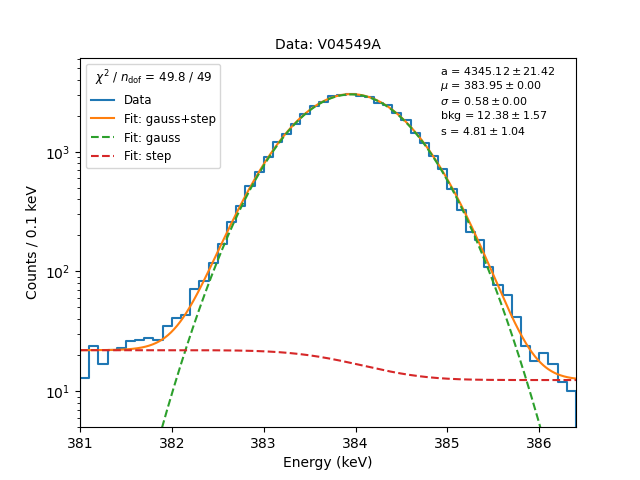 Data: V04549A
χ² / n_dof = 49.8 / 49
Data
Fit: gauss+step
Fit: gauss
Fit: step
a = 4345.12 ± 21.42
μ = 383.95 ± 0.00
σ = 0.58 ± 0.00
bkg = 12.38 ± 1.57
s = 4.81 ± 1.04
Counts / 0.1 keV
10³
10²
10¹
381 382 383 384 385 386
Energy (keV)